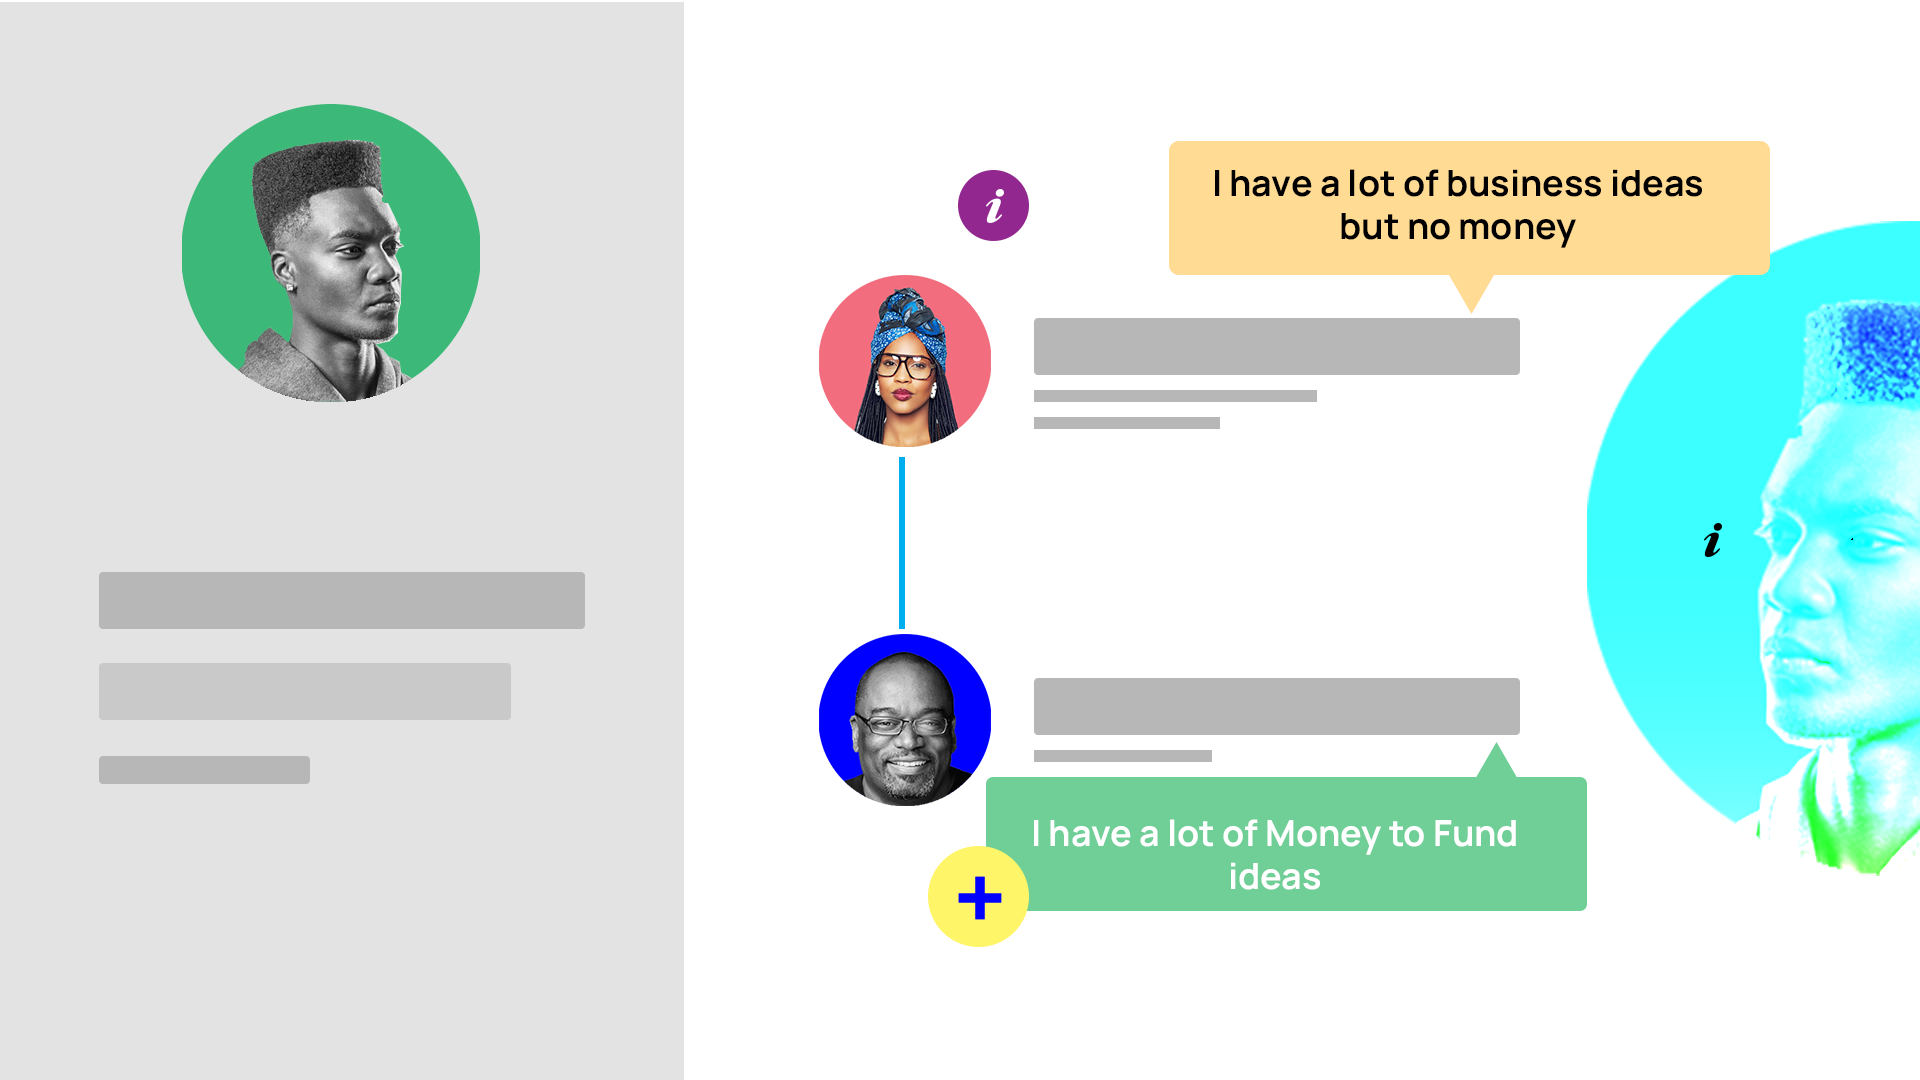 i
I have a lot of business ideas
but no money
i
I have a lot of Money to Fund
ideas
+